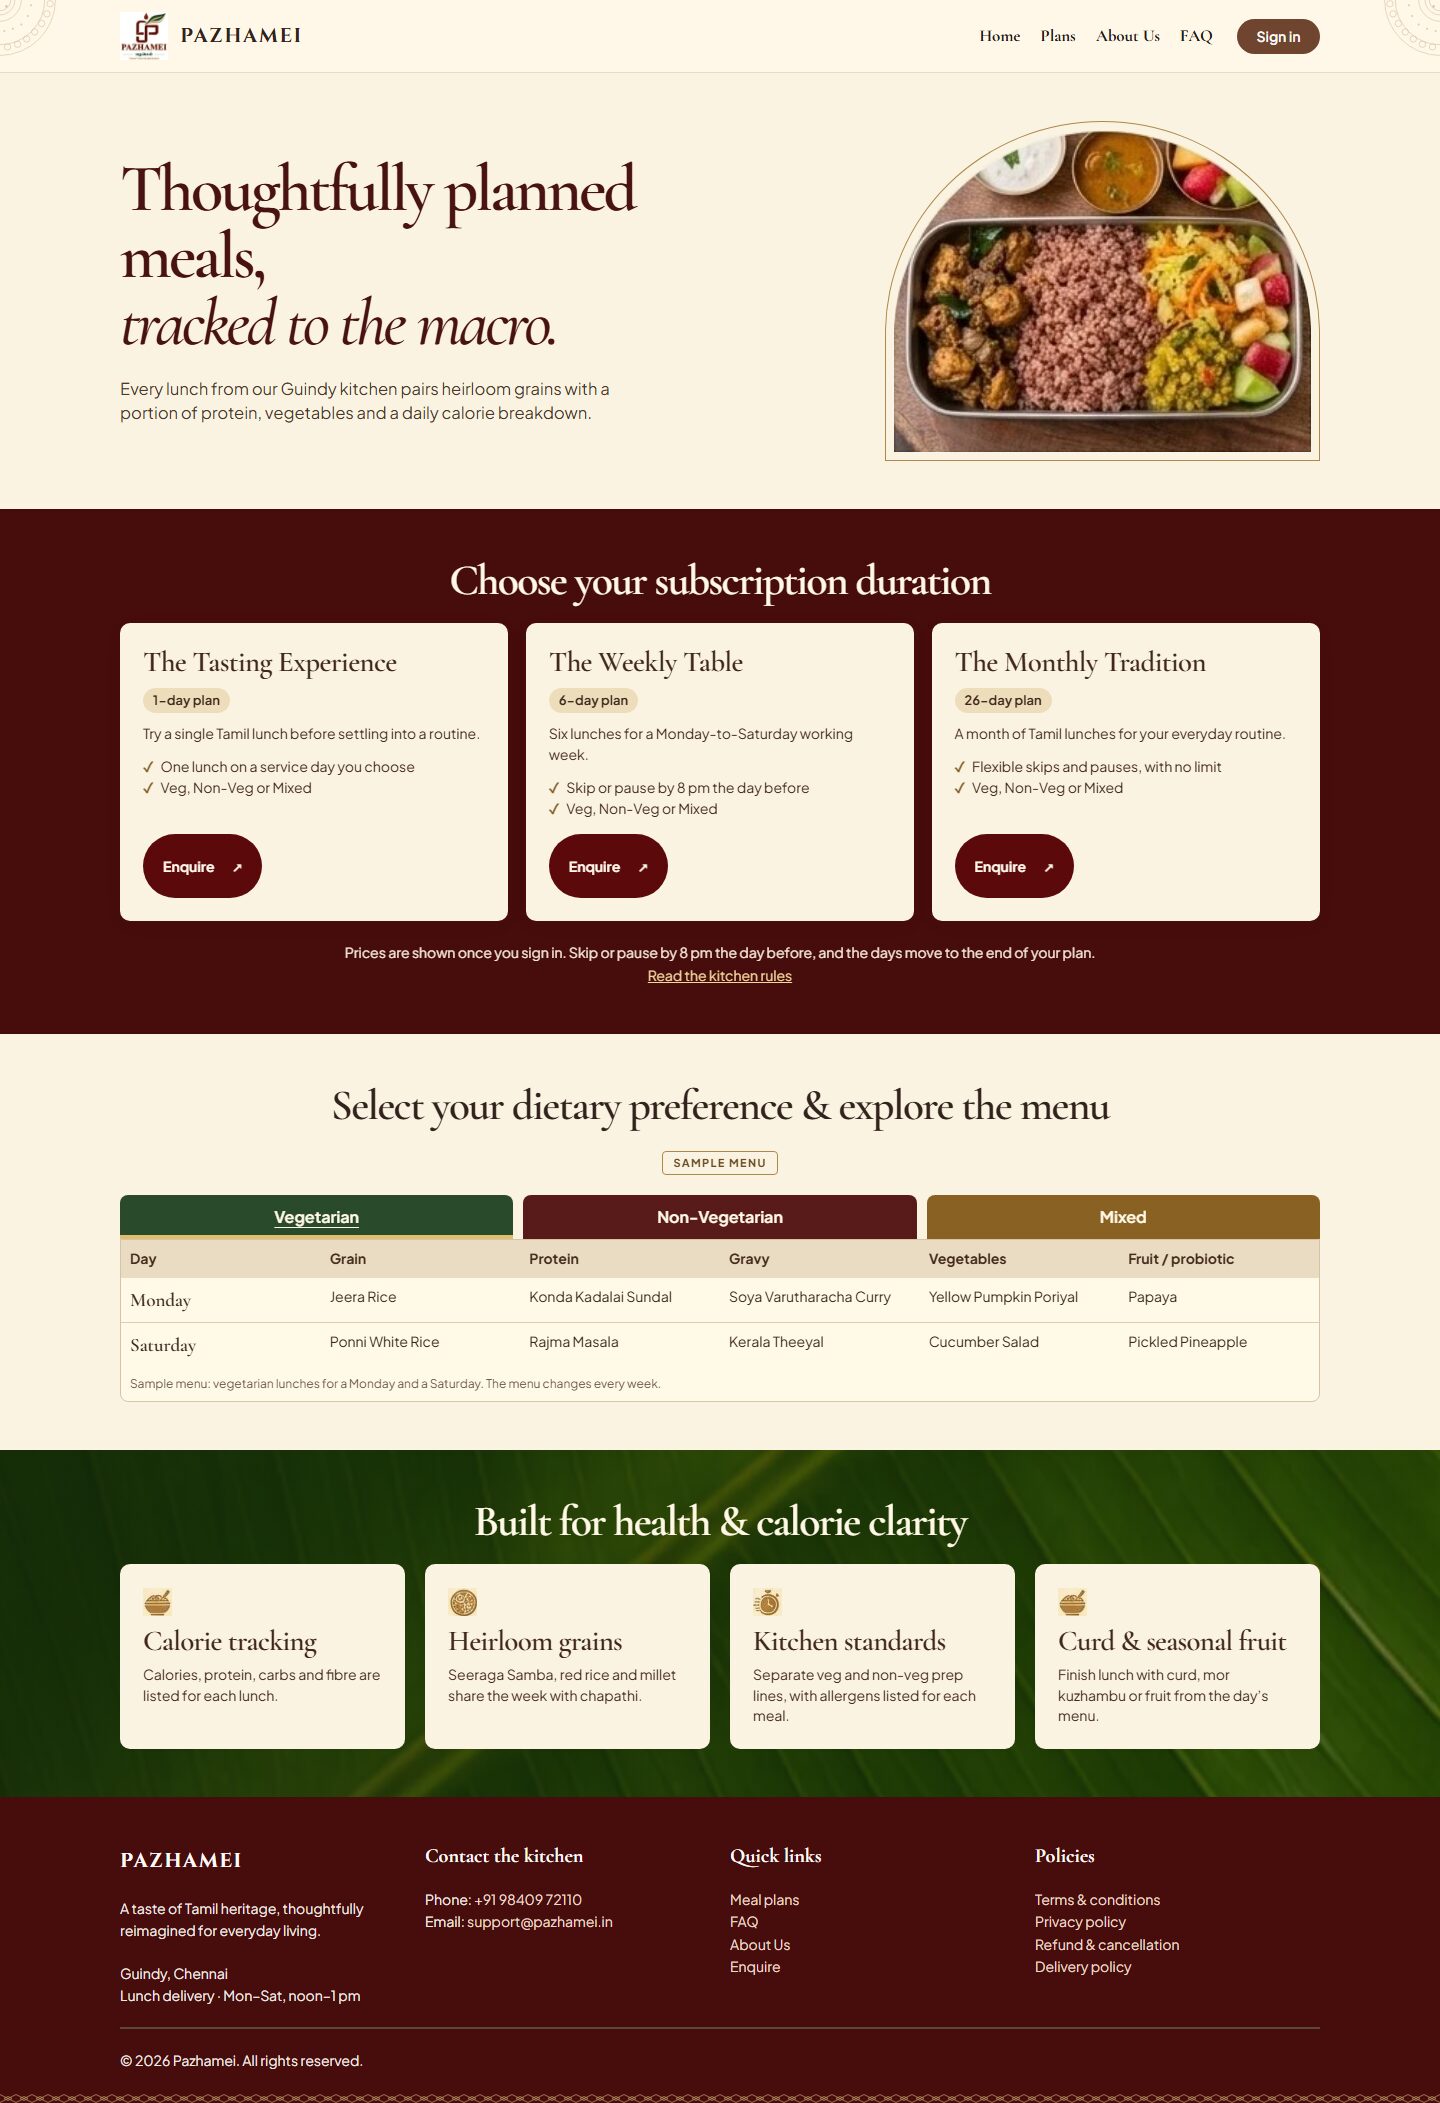 PAZHAMEI
PAZHAMEI
Home
Plans
About Us
FAQ
Sign in
Thoughtfully planned
meals,
tracked to the macro.
Every lunch from our Guindy kitchen pairs heirloom grains with a
portion of protein, vegetables and a daily calorie breakdown.
Choose your subscription duration
The Tasting Experience
1-day plan
Try a single Tamil lunch before settling into a routine.
✓ One lunch on a service day you choose
✓ Veg, Non-Veg or Mixed
Enquire ↗
The Weekly Table
6-day plan
Six lunches for a Monday-to-Saturday working
week.
✓ Skip or pause by 8 pm the day before
✓ Veg, Non-Veg or Mixed
Enquire ↗
The Monthly Tradition
26-day plan
A month of Tamil lunches for your everyday routine.
✓ Flexible skips and pauses, with no limit
✓ Veg, Non-Veg or Mixed
Enquire ↗
Prices are shown once you sign in. Skip or pause by 8 pm the day before, and the days move to the end of your plan.
Read the kitchen rules
Select your dietary preference & explore the menu
SAMPLE MENU
Vegetarian
Non-Vegetarian
Mixed
Day Grain Protein Gravy Vegetables Fruit / probiotic
Monday Jeera Rice Konda Kadalai Sundal Soya Varutharacha Curry Yellow Pumpkin Poriyal Papaya
Saturday Ponni White Rice Rajma Masala Kerala Theeyal Cucumber Salad Pickled Pineapple
Sample menu: vegetarian lunches for a Monday and a Saturday. The menu changes every week.
Built for health & calorie clarity
Calorie tracking
Calories, protein, carbs and fibre are
listed for each lunch.
Heirloom grains
Seeraga Samba, red rice and millet
share the week with chapathi.
Kitchen standards
Separate veg and non-veg prep
lines, with allergens listed for each
meal.
Curd & seasonal fruit
Finish lunch with curd, mor
kuzhambu or fruit from the day's
menu.
PAZHAMEI
A taste of Tamil heritage, thoughtfully
reimagined for everyday living.
Guindy, Chennai
Lunch delivery · Mon–Sat, noon–1 pm
Contact the kitchen
Phone: +91 98409 72110
Email: support@pazhamei.in
Quick links
Meal plans
FAQ
About Us
Enquire
Policies
Terms & conditions
Privacy policy
Refund & cancellation
Delivery policy
© 2026 Pazhamei. All rights reserved.